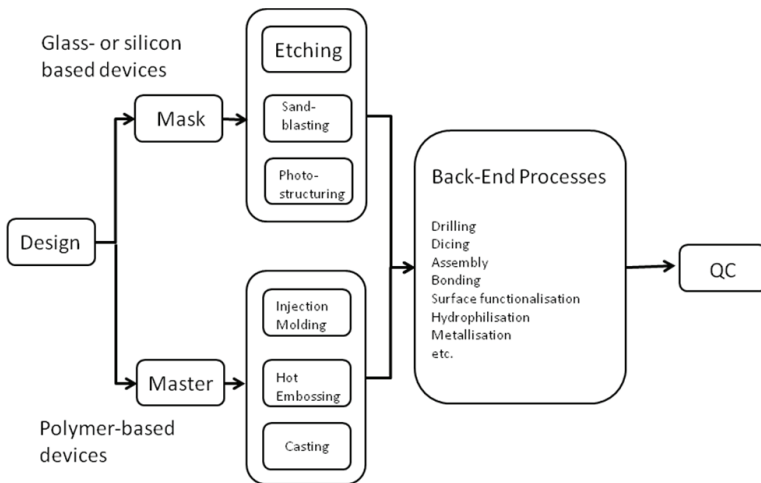 Glass- or silicon
based devices
Etching
Sand-
blasting
Photo-
structuring
Mask
Design
Master
Polymer-based
devices
Injection
Molding
Hot
Embossing
Casting
Back-End Processes
Drilling
Dicing
Assembly
Bonding
Surface functionalisation
Hydrophilisation
Metallisation
etc.
QC